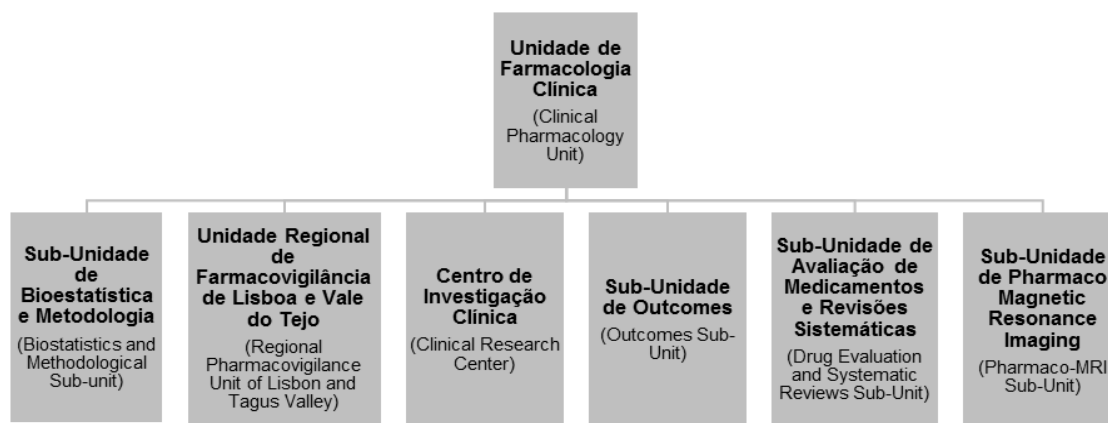 Unidade de
Farmacologia
Clínica
(Clinical
Pharmacology
Unit)
Sub-Unidade
de
Bioestatística
e Metodologia
(Biostatistics and
Methodological
Sub-unit)
Unidade Regional
de
Farmacovigilância
de Lisboa e Vale
do Tejo
(Regional
Pharmacovigilance
Unit of Lisbon and
Tagus Valley)
Centro de
Investigação
Clínica
(Clinical Research
Center)
Sub-Unidade
de Outcomes
(Outcomes Sub-
Unit)
Sub-Unidade de
Avaliação de
Medicamentos
e Revisões
Sistemáticas
(Drug Evaluation
and Systematic
Reviews Sub-Unit)
Sub-Unidade
de Pharmaco
Magnetic
Resonance
Imaging
(Pharmaco-MRI
Sub-Unit)